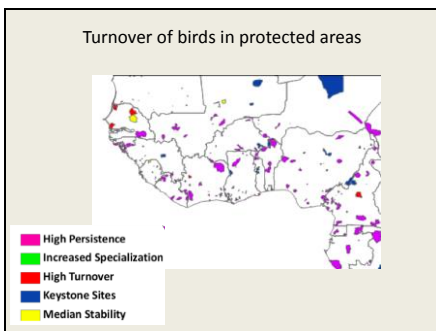 Turnover of birds in protected areas
High Persistence
Increased Specialization
High Turnover
Keystone Sites
Median Stability